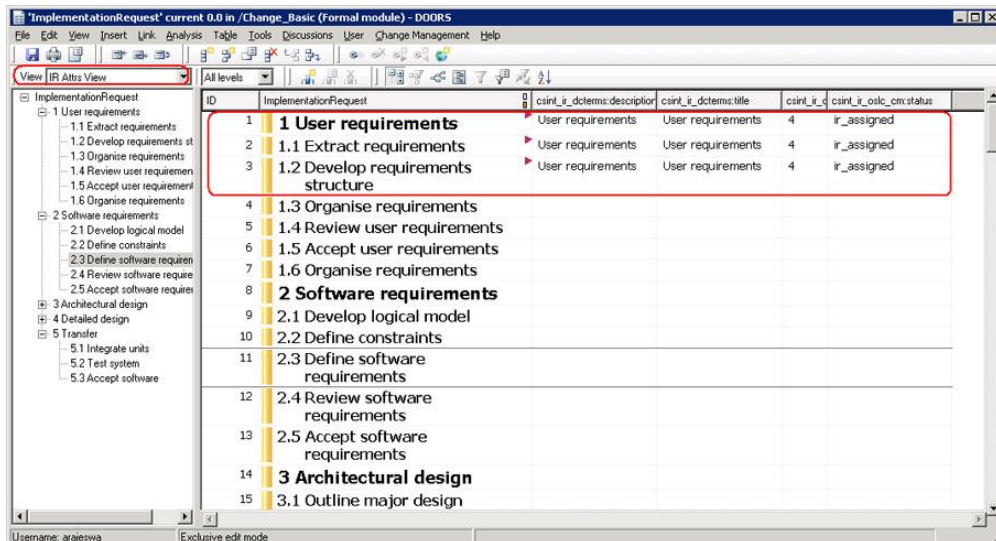 'ImplementationRequest' current 0.0 in /Change_Basic (Formal module) - DOORS
File Edit View Insert Link Analysis Table Tools Discussions User Change Management Help
View IR Attrs View All levels
ImplementationRequest
1 User requirements
1.1 Extract requirements
1.2 Develop requirements st
1.3 Organise requirements
1.4 Review user requiremen
1.5 Accept user requirement
1.6 Organise requirements
2 Software requirements
2.1 Develop logical model
2.2 Define constraints
2.3 Define software requiren
2.4 Review software require
2.5 Accept software requirer
3 Architectural design
4 Detailed design
5 Transfer
5.1 Integrate units
5.2 Test system
5.3 Accept software
ID ImplementationRequest csint_ir_dcterms:description csint_ir_dcterms:title csint_ir_c csint_ir_oslc_cm:status
1 1 User requirements User requirements User requirements 4 ir_assigned
2 1.1 Extract requirements User requirements User requirements 4 ir_assigned
3 1.2 Develop requirements User requirements User requirements 4 ir_assigned
structure
4 1.3 Organise requirements
5 1.4 Review user requirements
6 1.5 Accept user requirements
7 1.6 Organise requirements
8 2 Software requirements
9 2.1 Develop logical model
10 2.2 Define constraints
11 2.3 Define software
requirements
12 2.4 Review software
requirements
13 2.5 Accept software
requirements
14 3 Architectural design
15 3.1 Outline major design
Username: arajeswa Exclusive edit mode